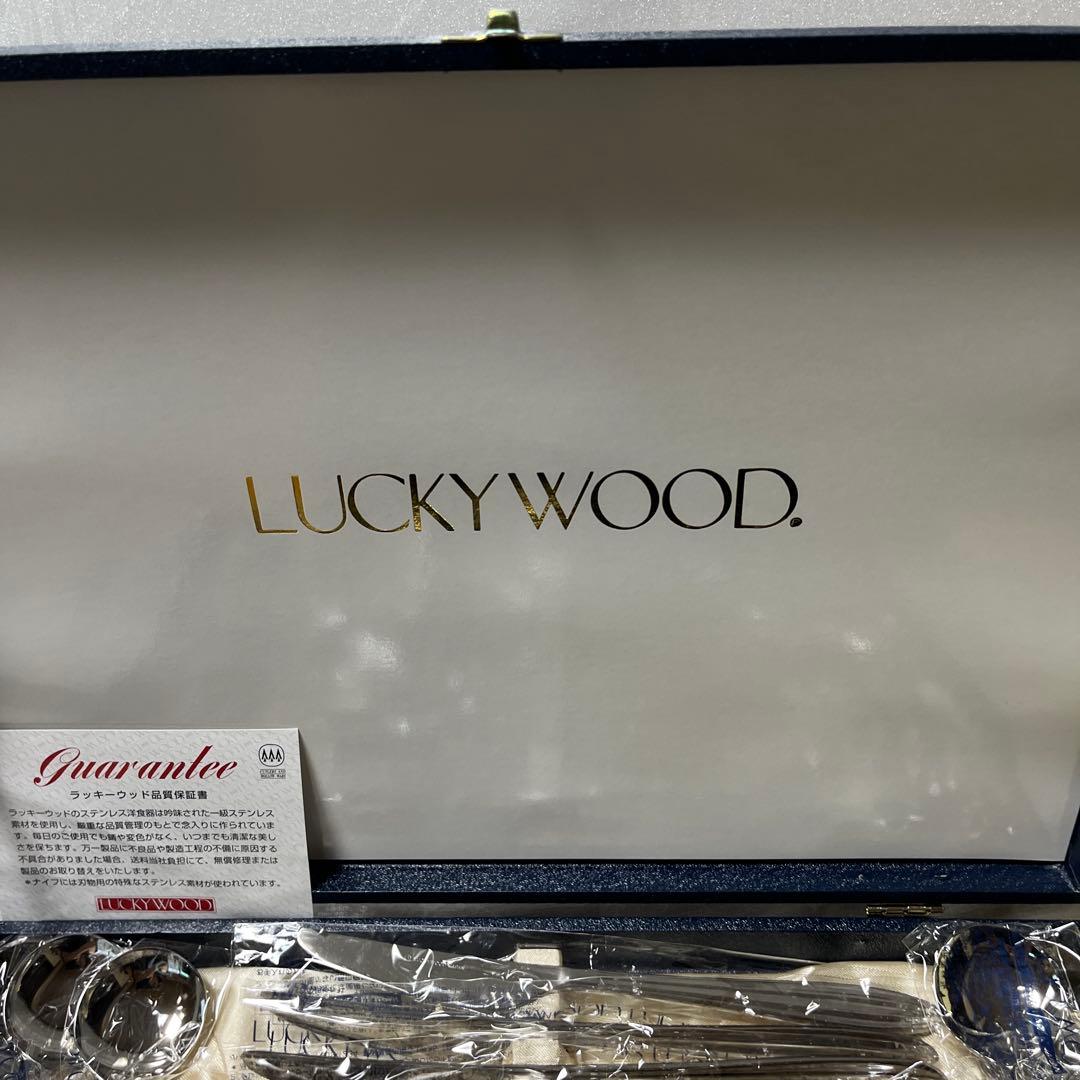 LUCKYWOOD.
Guarantee
CUTLERY AND
HOLLOW WARE
ラッキーウッド品質保証書
ラッキーウッドのステンレス洋食器は吟味された一級ステンレス
素材を使用し、厳重な品質管理のもとで念入りに作られていま
す。毎日のご使用でも錆や変色がなく、いつまでも清潔な美し
さを保ちます。万一製品に不良品や製造工程の不備に原因する
不具合がありました場合、送料当社負担にて、無償修理または
製品のお取り替えをいたします。
*ナイフには刃物用の特殊なステンレス素材が使われています。
LUCKYWOOD